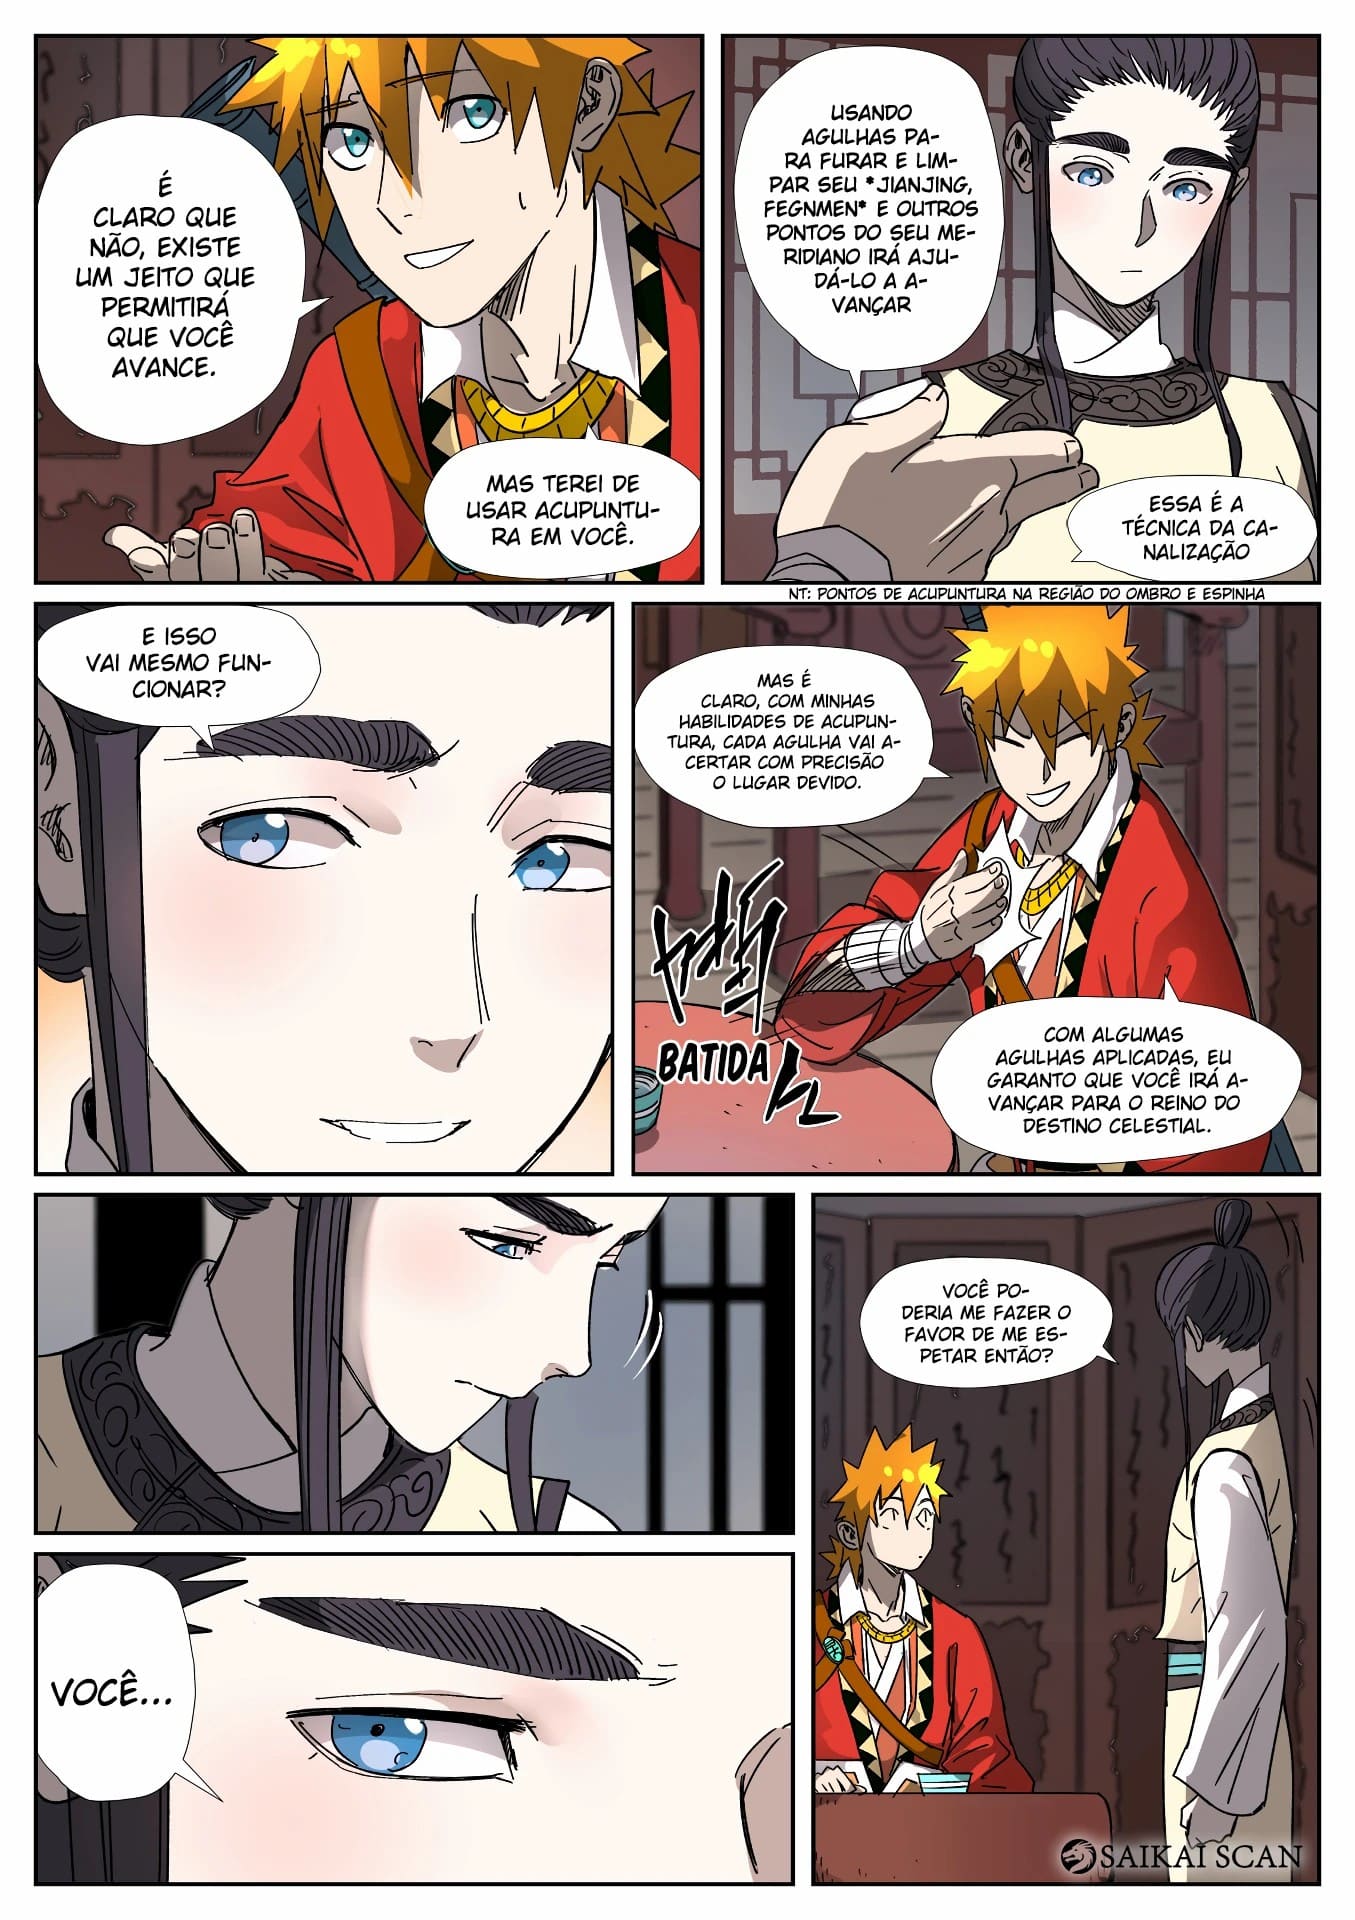 É
CLARO QUE
NÃO, EXISTE
UM JEITO QUE
PERMITIRÁ
QUE VOCÊ
AVANCE.
MAS TEREI DE
USAR ACUPUNTU-
RA EM VOCÊ.
USANDO
AGULHAS PA-
RA FURAR E LIM-
PAR SEU *JIANJING,
FEGNMEN* E OUTROS
PONTOS DO SEU ME-
RIDIANO IRÁ AJU-
DÁ-LO A A-
VANÇAR
ESSA É A
TÉCNICA DA CA-
NALIZAÇÃO
NT: PONTOS DE ACUPUNTURA NA REGIÃO DO OMBRO E ESPINHA
E ISSO
VAI MESMO FUN-
CIONAR?
MAS É
CLARO, COM MINHAS
HABILIDADES DE ACUPUN-
TURA, CADA AGULHA VAI A-
CERTAR COM PRECISÃO
O LUGAR DEVIDO.
BATIDA
COM ALGUMAS
AGULHAS APLICADAS, EU
GARANTO QUE VOCÊ IRÁ A-
VANÇAR PARA O REINO DO
DESTINO CELESTIAL.
VOCÊ PO-
DERIA ME FAZER O
FAVOR DE ME ES-
PETAR ENTÃO?
VOCÊ...
SAIKAI SCAN